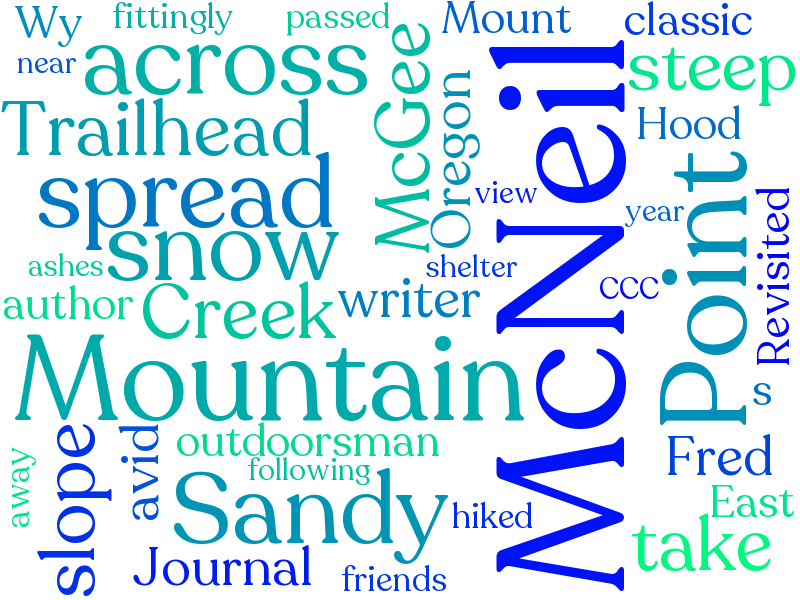 Wy
fittingly
passed
Mount
classic
near
across
McGee
McNeil
steep
Trailhead
Oregon
Hood
spread
view
Point
snow
year
Revisited
ashes
shelter
CCC
author
Creek
writer
Mountain
s
slope
avid
outdoorsman
Fred
away
following
Sandy
hiked
East
take
Journal
friends